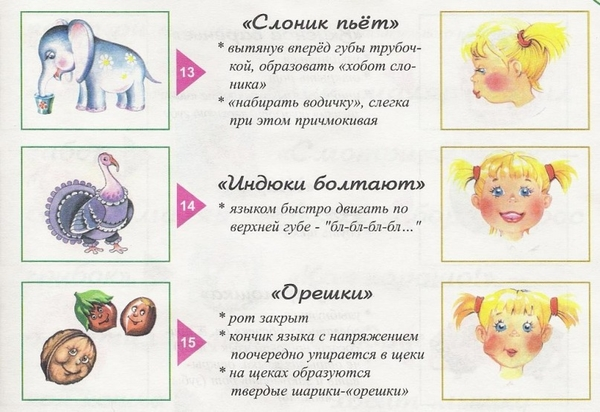 «Слоник пьёт»
13
* вытянув вперёд губы трубоч-
кой, образовать «хобот сло-
ника»
* «набирать водичку», слегка
при этом причмокивая
«Индюки болтают»
14
* языком быстро двигать по
верхней губе - "бл-бл-бл-бл..."
«Орешки»
15
* рот закрыт
* кончик языка с напряжением
поочередно упирается в щеки
* на щеках образуются
твердые шарики-«орешки»